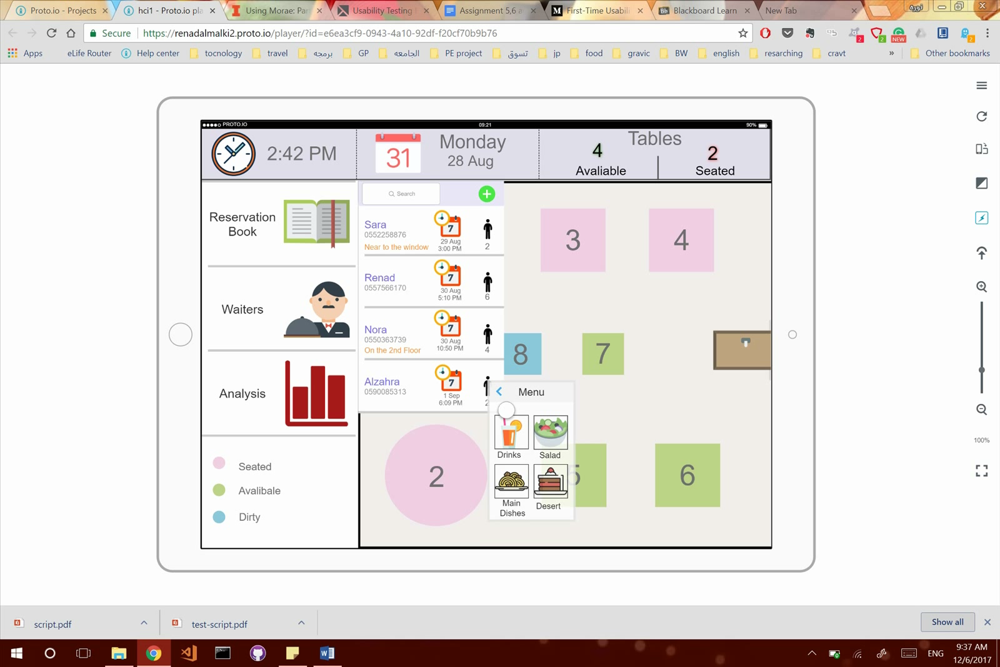 Proto.io - Projects
hci1 - Proto.io pla
Using Morae: Par
Usability Testing
Assignment 5,6 a
First-Time Usabili
Blackboard Learn
New Tab
نوره
Secure
https://renadalmalki2.proto.io/player/?id=e6ea3cf9-0943-4a10-92df-f20cf70b9b76
2
2
NEW
2
Apps
eLife Router
Help center
tocnology
travel
برمجه
GP
الجامعه
PE project
تسوق
jp
food
gravic
BW
english
resarching
cravt
»
Other bookmarks
PROTO.IO
09:21
90%
2:42 PM
31
Monday
28 Aug
Tables
4
Avaliable
2
Seated
Reservation
Book
Waiters
Analysis
Seated
Avalibale
Dirty
Search
Sara
0552258876
Near to the window
7
29 Aug
3:00 PM
2
Renad
0557566170
7
30 Aug
5:10 PM
6
Nora
0550363739
On the 2nd Floor
7
30 Aug
10:50 PM
4
Alzahra
0590085313
7
1 Sep
6:09 PM
2
3
4
8
7
2
5
6
Menu
Drinks
Salad
Main
Dishes
Desert
100%
script.pdf
test-script.pdf
Show all
ENG
9:37 AM
12/6/2017